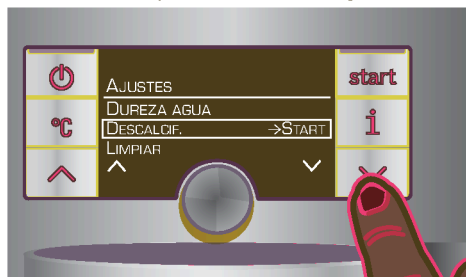 AJUSTES
DUREZA AGUA
DESCALCIF. →START
LIMPIAR
start
°C
i